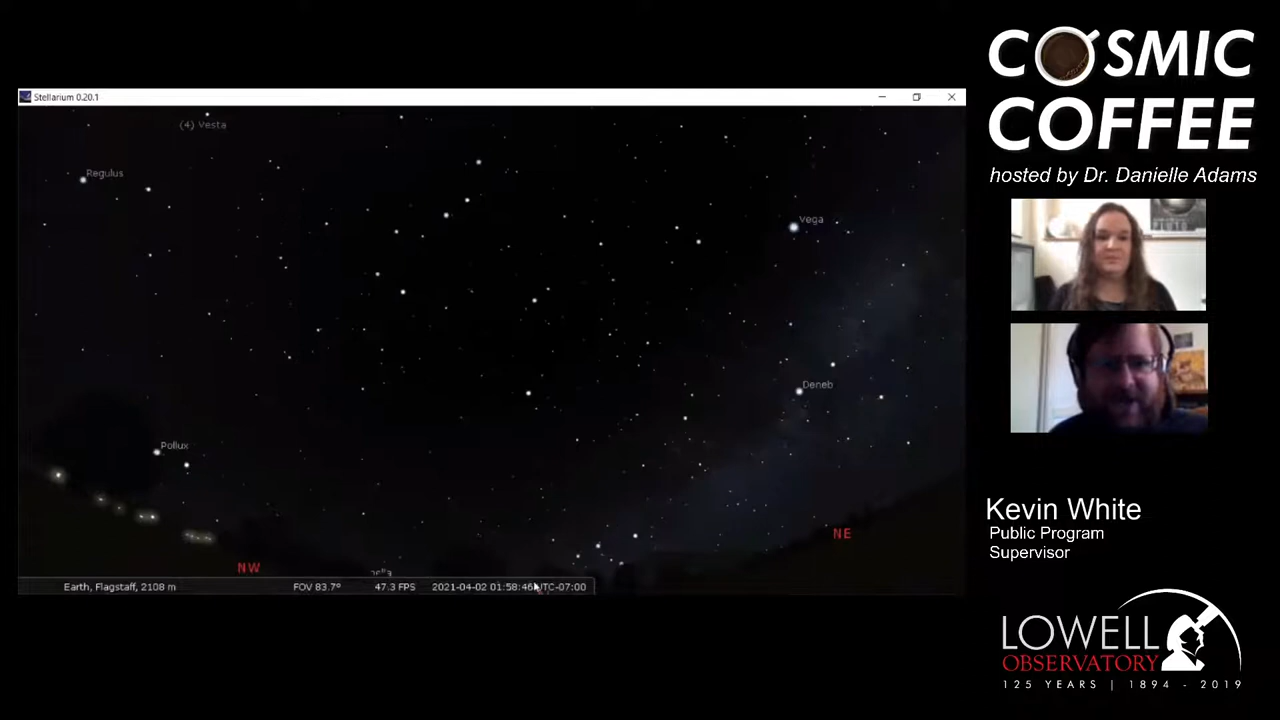 Stellarium 0.20.1
(4) Vesta
Regulus
Vega
Deneb
Pollux
NE
NW
Earth, Flagstaff, 2108 m
FOV 83.7°
47.3 FPS
2021-04-02 01:58:46 UTC-07:00
COSMIC
COFFEE
hosted by Dr. Danielle Adams
Kevin White
Public Program
Supervisor
LOWELL
OBSERVATORY
125 YEARS | 1894 - 2019